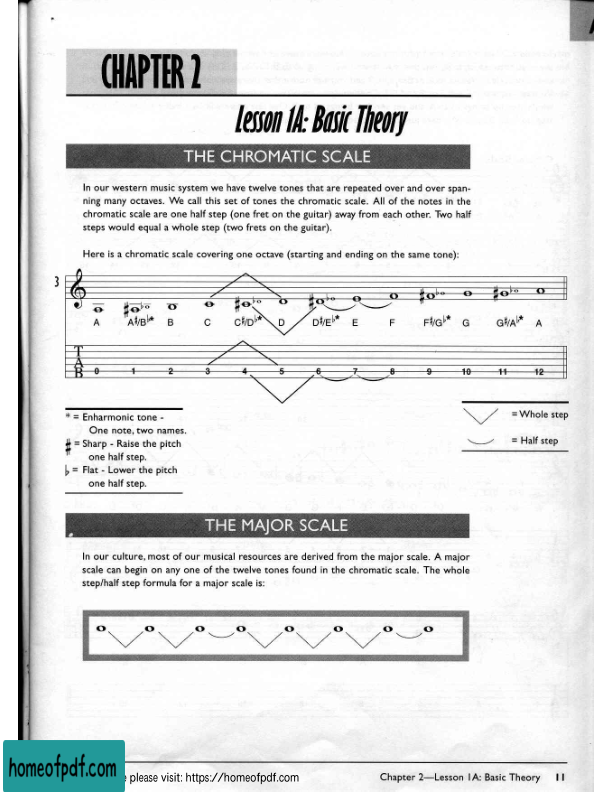 CHAPTER 2
Lesson 1A: Basic Theory
THE CHROMATIC SCALE
In our western music system we have twelve tones that are repeated over and over span-
ning many octaves. We call this set of tones the chromatic scale. All of the notes in the
chromatic scale are one half step (one fret on the guitar) away from each other. Two half
steps would equal a whole step (two frets on the guitar).
Here is a chromatic scale covering one octave (starting and ending on the same tone):
3
A A♯/B♭* B C C♯/D♭* D D♯/E♭* E F F♯/G♭* G G♯/A♭* A
T
A
B
0 1 2 3 4 5 6 7 8 9 10 11 12
* = Enharmonic tone -
One note, two names.
♯ = Sharp - Raise the pitch
one half step.
♭ = Flat - Lower the pitch
one half step.
= Whole step
= Half step
THE MAJOR SCALE
In our culture, most of our musical resources are derived from the major scale. A major
scale can begin on any one of the twelve tones found in the chromatic scale. The whole
step/half step formula for a major scale is:
homeofpdf.com
e please visit: https://homeofpdf.com
Chapter 2—Lesson 1A: Basic Theory 11